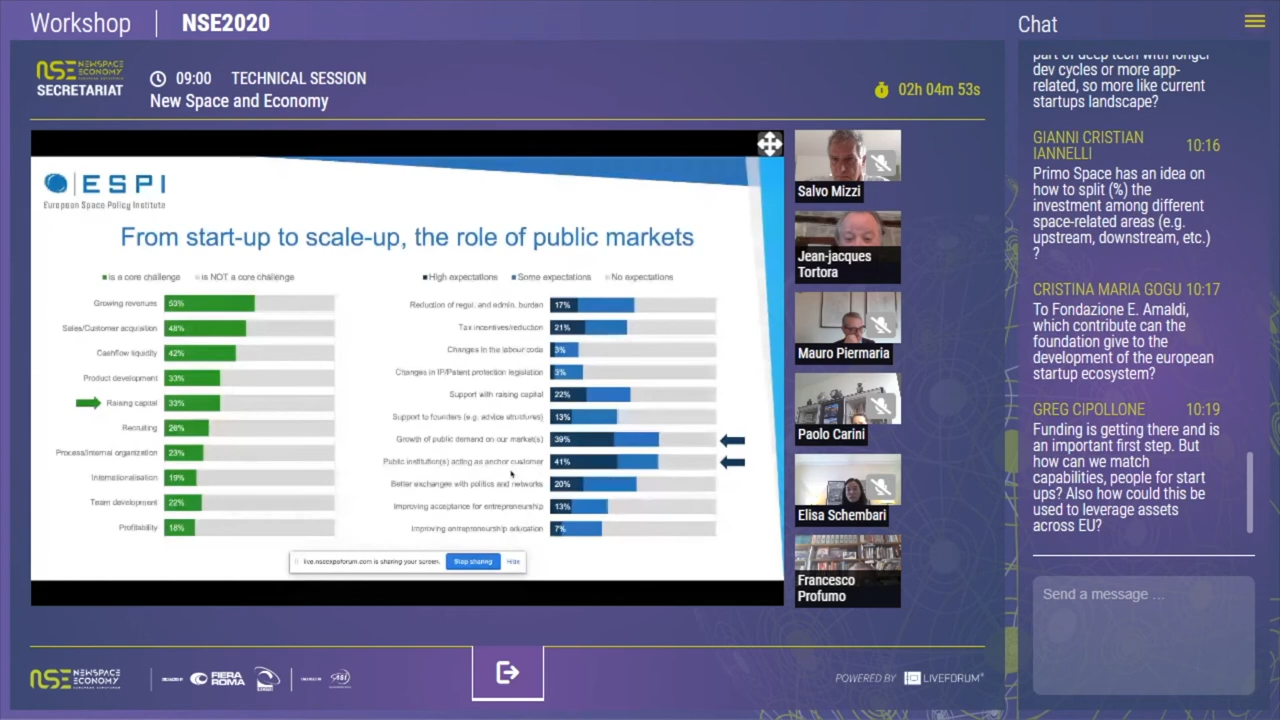 Workshop
NSE2020
Chat
NSE NEWSPACE
ECONOMY
SECRETARIAT
09:00 TECHNICAL SESSION
New Space and Economy
02h 04m 53s
ESPI
European Space Policy Institute
From start-up to scale-up, the role of public markets
is a core challenge
is NOT a core challenge
Growing revenues 53%
Sales/Customer acquisition 48%
Cashflow liquidity 42%
Product development 33%
Raising capital 33%
Recruiting 26%
Process/internal organization 23%
Internationalisation 19%
Team development 22%
Profitability 18%
High expectations
Some expectations
No expectations
Reduction of regul. and admin. burden 17%
Tax incentives/reduction 21%
Changes in the labour code 3%
Changes in IP/Patent protection legislation 3%
Support with raising capital 22%
Support to founders (e.g. advice structures) 13%
Growth of public demand on our market(s) 39%
Public institution(s) acting as anchor customer 41%
Better exchanges with politics and networks 20%
Improving acceptance for entrepreneurship 13%
Improving entrepreneurship education 7%
live.nseexpoforum.com is sharing your screen.
Stop sharing
Hide
Salvo Mizzi
Jean-jacques
Tortora
Mauro Piermaria
Paolo Carini
Elisa Schembari
Francesco
Profumo
part of deep tech with longer
dev cycles or more app-
related, so more like current
startups landscape?
GIANNI CRISTIAN
IANNELLI
10:16
Primo Space has an idea on
how to split (%) the
investment among different
space-related areas (e.g.
upstream, downstream, etc.)
?
CRISTINA MARIA GOGU 10:17
To Fondazione E. Amaldi,
which contribute can the
foundation give to the
development of the european
startup ecosystem?
GREG CIPOLLONE 10:19
Funding is getting there and is
an important first step. But
how can we match
capabilities, people for start
ups? Also how could this be
used to leverage assets
across EU?
Send a message ...
NSE NEWSPACE
ECONOMY
FIERA
ROMA
POWERED BY LIVEFORUM